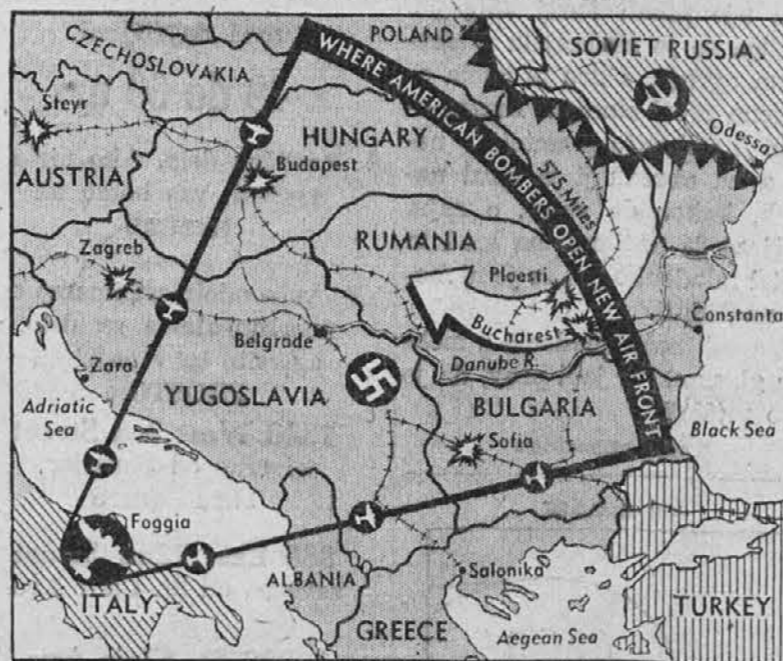 CZECHOSLOVAKIA
POLAND
SOVIET RUSSIA
Steyr
WHERE AMERICAN BOMBERS OPEN NEW AIR FRONT
HUNGARY
Odessa
Budapest
AUSTRIA
575 Miles
Zagreb
RUMANIA
Ploesti
Bucharest
Constanta
Belgrade
Danube R.
Zara
YUGOSLAVIA
BULGARIA
Adriatic
Sea
Black Sea
Sofia
Foggia
ALBANIA
Salonika
ITALY
GREECE
Aegean Sea
TURKEY